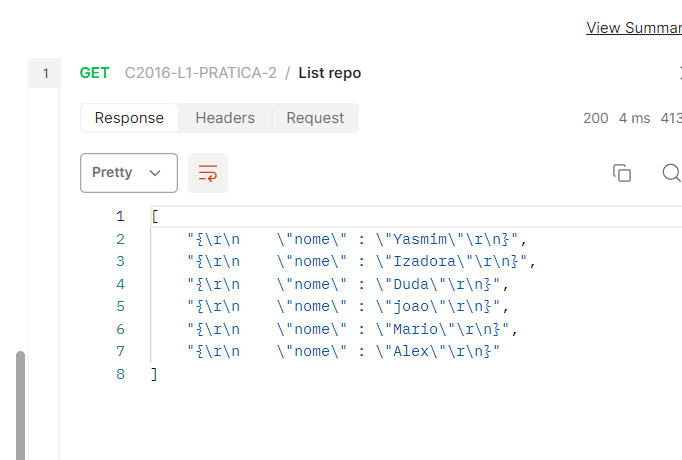 View Summar
1 GET C2016-L1-PRATICA-2 / List repo
Response Headers Request 200 4 ms 413
Pretty
1 [
2 "{\r\n    \"nome\" : \"Yasmim\"\r\n}",
3 "{\r\n    \"nome\" : \"Izadora\"\r\n}",
4 "{\r\n    \"nome\" : \"Duda\"\r\n}",
5 "{\r\n    \"nome\" : \"joao\"\r\n}",
6 "{\r\n    \"nome\" : \"Mario\"\r\n}",
7 "{\r\n    \"nome\" : \"Alex\"\r\n}"
8 ]